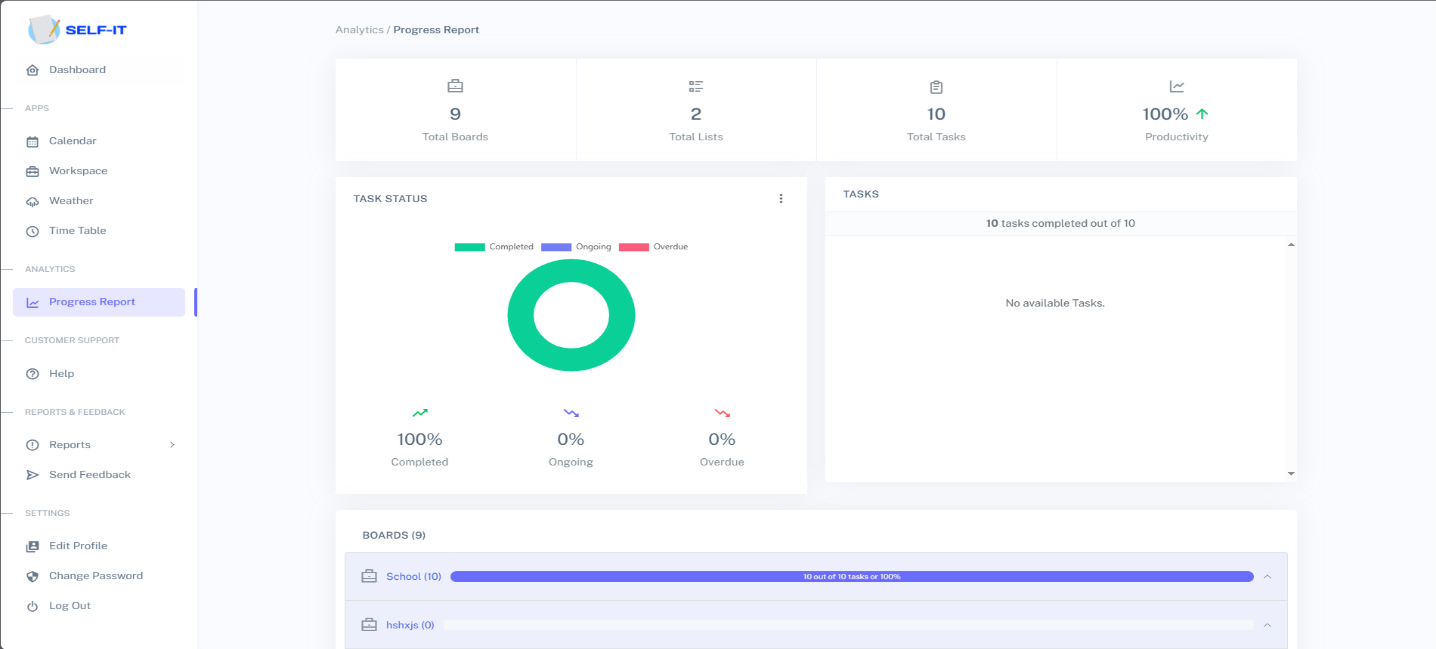 SELF-IT
Dashboard
APPS
Calendar
Workspace
Weather
Time Table
ANALYTICS
Progress Report
CUSTOMER SUPPORT
Help
REPORTS & FEEDBACK
Reports
Send Feedback
SETTINGS
Edit Profile
Change Password
Log Out
Analytics / Progress Report
9
Total Boards
2
Total Lists
10
Total Tasks
100%
Productivity
TASK STATUS
Completed Ongoing Overdue
100%
Completed
0%
Ongoing
0%
Overdue
TASKS
10 tasks completed out of 10
No available Tasks.
BOARDS (9)
School (10) 10 out of 10 tasks or 100%
hshxjs (0)